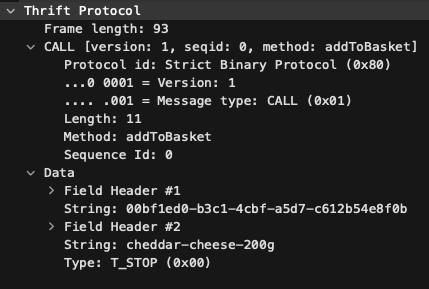 Thrift Protocol
Frame length: 93
CALL [version: 1, seqid: 0, method: addToBasket]
Protocol id: Strict Binary Protocol (0x80)
...0 0001 = Version: 1
.... .001 = Message type: CALL (0x01)
Length: 11
Method: addToBasket
Sequence Id: 0
Data
Field Header #1
String: 00bf1ed0-b3c1-4cbf-a5d7-c612b54e8f0b
Field Header #2
String: cheddar-cheese-200g
Type: T_STOP (0x00)